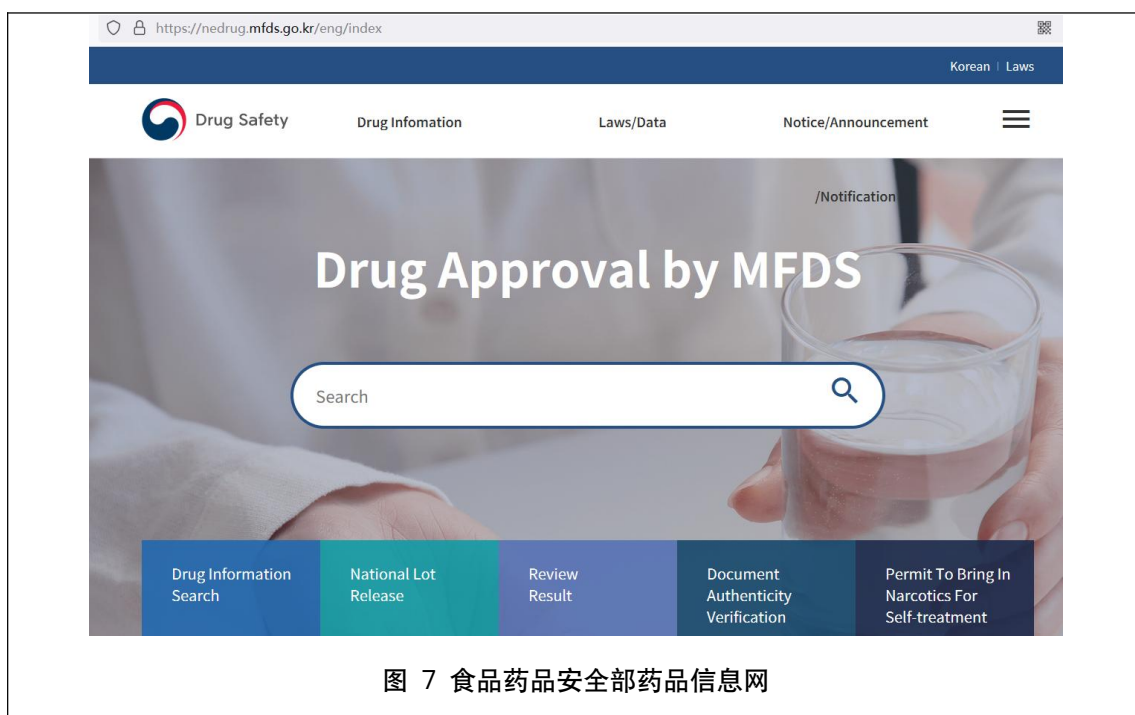 https://nedrug.mfds.go.kr/eng/index
Korean | Laws
Drug Safety
Drug Infomation
Laws/Data
Notice/Announcement
/Notification
Drug Approval by MFDS
Search
Drug Information
Search
National Lot
Release
Review
Result
Document
Authenticity
Verification
Permit To Bring In
Narcotics For
Self-treatment
图 7 食品药品安全部药品信息网